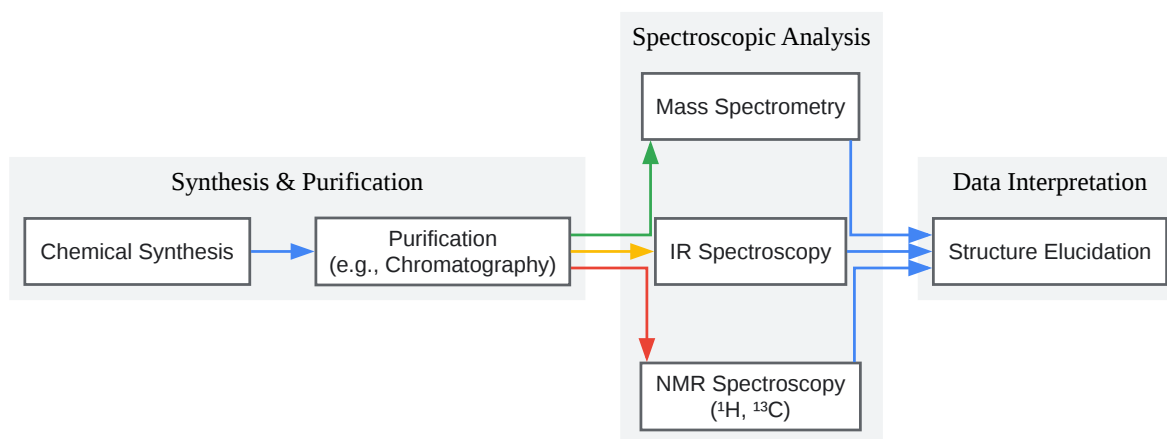 Synthesis & Purification
Chemical Synthesis
Purification
(e.g., Chromatography)
Spectroscopic Analysis
Mass Spectrometry
IR Spectroscopy
NMR Spectroscopy
(¹H, ¹³C)
Data Interpretation
Structure Elucidation